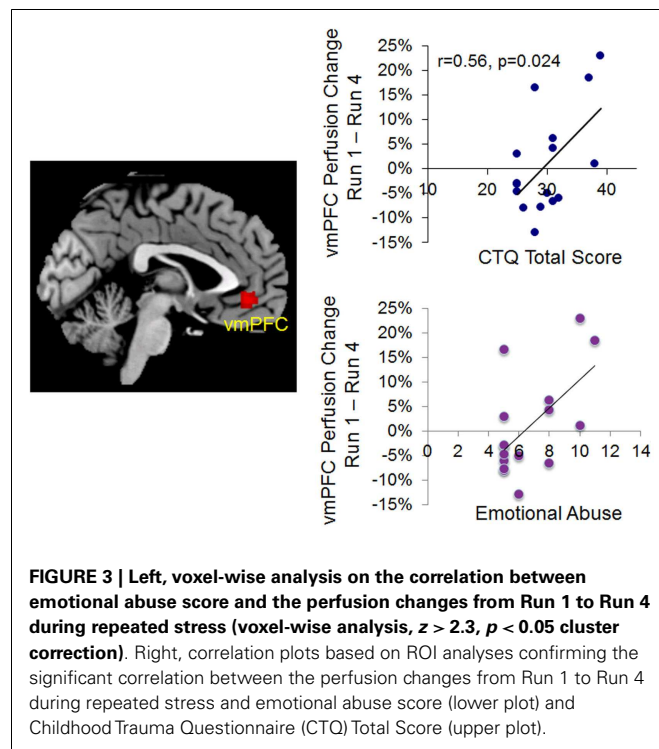 vmPFC
vmPFC Perfusion Change
Run 1 – Run 4
25%
20%
15%
10%
5%
0%
-5%
-10%
-15%
r=0.56, p=0.024
10 20 30 40
CTQ Total Score
vmPFC Perfusion Change
Run 1 – Run 4
25%
20%
15%
10%
5%
0%
-5%
-10%
-15%
0 2 4 6 8 10 12 14
Emotional Abuse
FIGURE 3 | Left, voxel-wise analysis on the correlation between
emotional abuse score and the perfusion changes from Run 1 to Run 4
during repeated stress (voxel-wise analysis, z > 2.3, p < 0.05 cluster
correction). Right, correlation plots based on ROI analyses confirming the
significant correlation between the perfusion changes from Run 1 to Run 4
during repeated stress and emotional abuse score (lower plot) and
Childhood Trauma Questionnaire (CTQ) Total Score (upper plot).